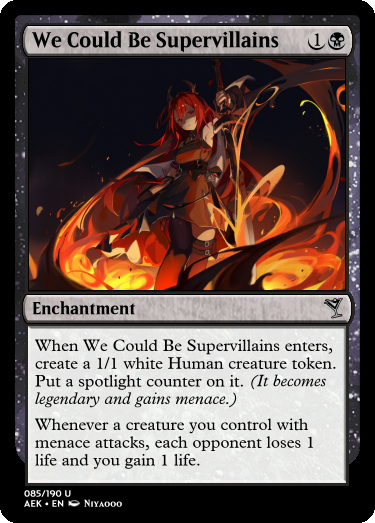 We Could Be Supervillains 1
Enchantment
When We Could Be Supervillains enters,
create a 1/1 white Human creature token.
Put a spotlight counter on it. (It becomes
legendary and gains menace.)
Whenever a creature you control with
menace attacks, each opponent loses 1
life and you gain 1 life.
085/190 U
AEK • EN Niyaooo